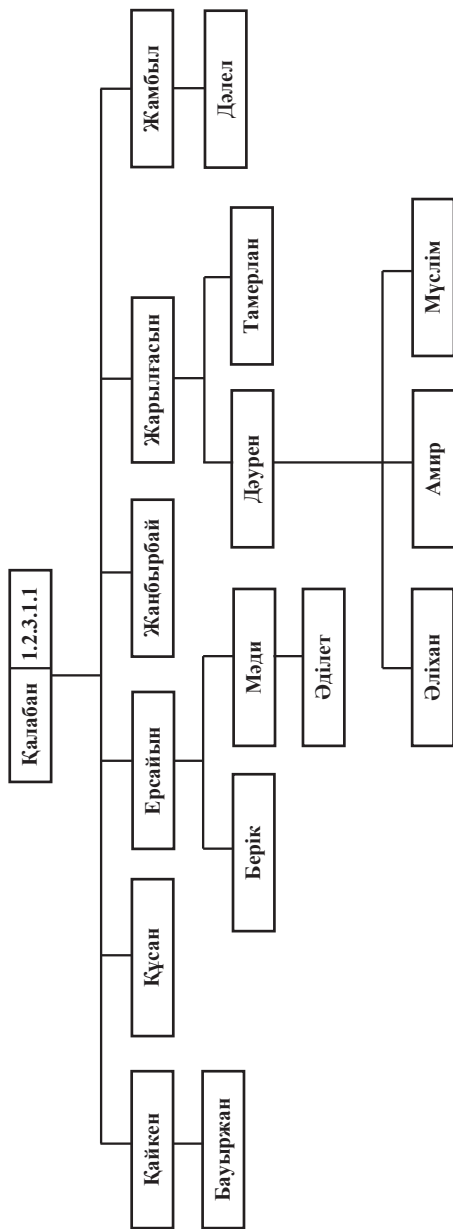 Қалабан 1.2.3.1.1
Қайкен Құсан Ерсайын Жаңбырбай Жарылғасын Жамбыл
Бауыржан Берік Мәди Дәурен Тамерлан Дәлел
Әділет
Әліхан Амир Мүслім